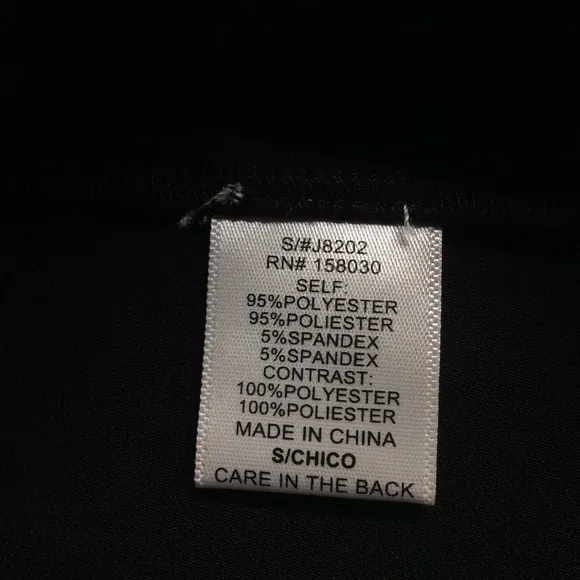 S/#J8202
RN# 158030
SELF:
95%POLYESTER
95%POLIESTER
5%SPANDEX
5%SPANDEX
CONTRAST:
100%POLYESTER
100%POLIESTER
MADE IN CHINA
S/CHICO
CARE IN THE BACK